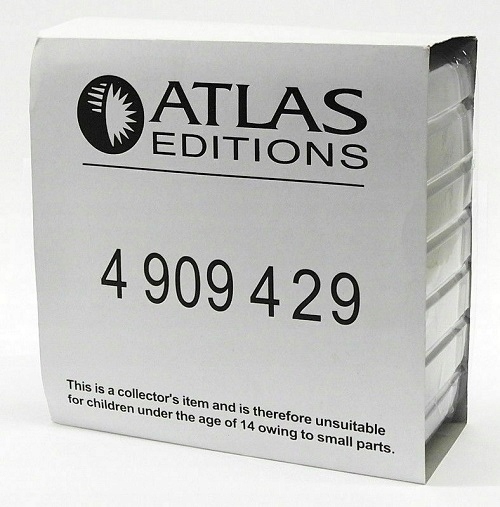 ATLAS
EDITIONS
4 909 429
This is a collector's item and is therefore unsuitable
for children under the age of 14 owing to small parts.